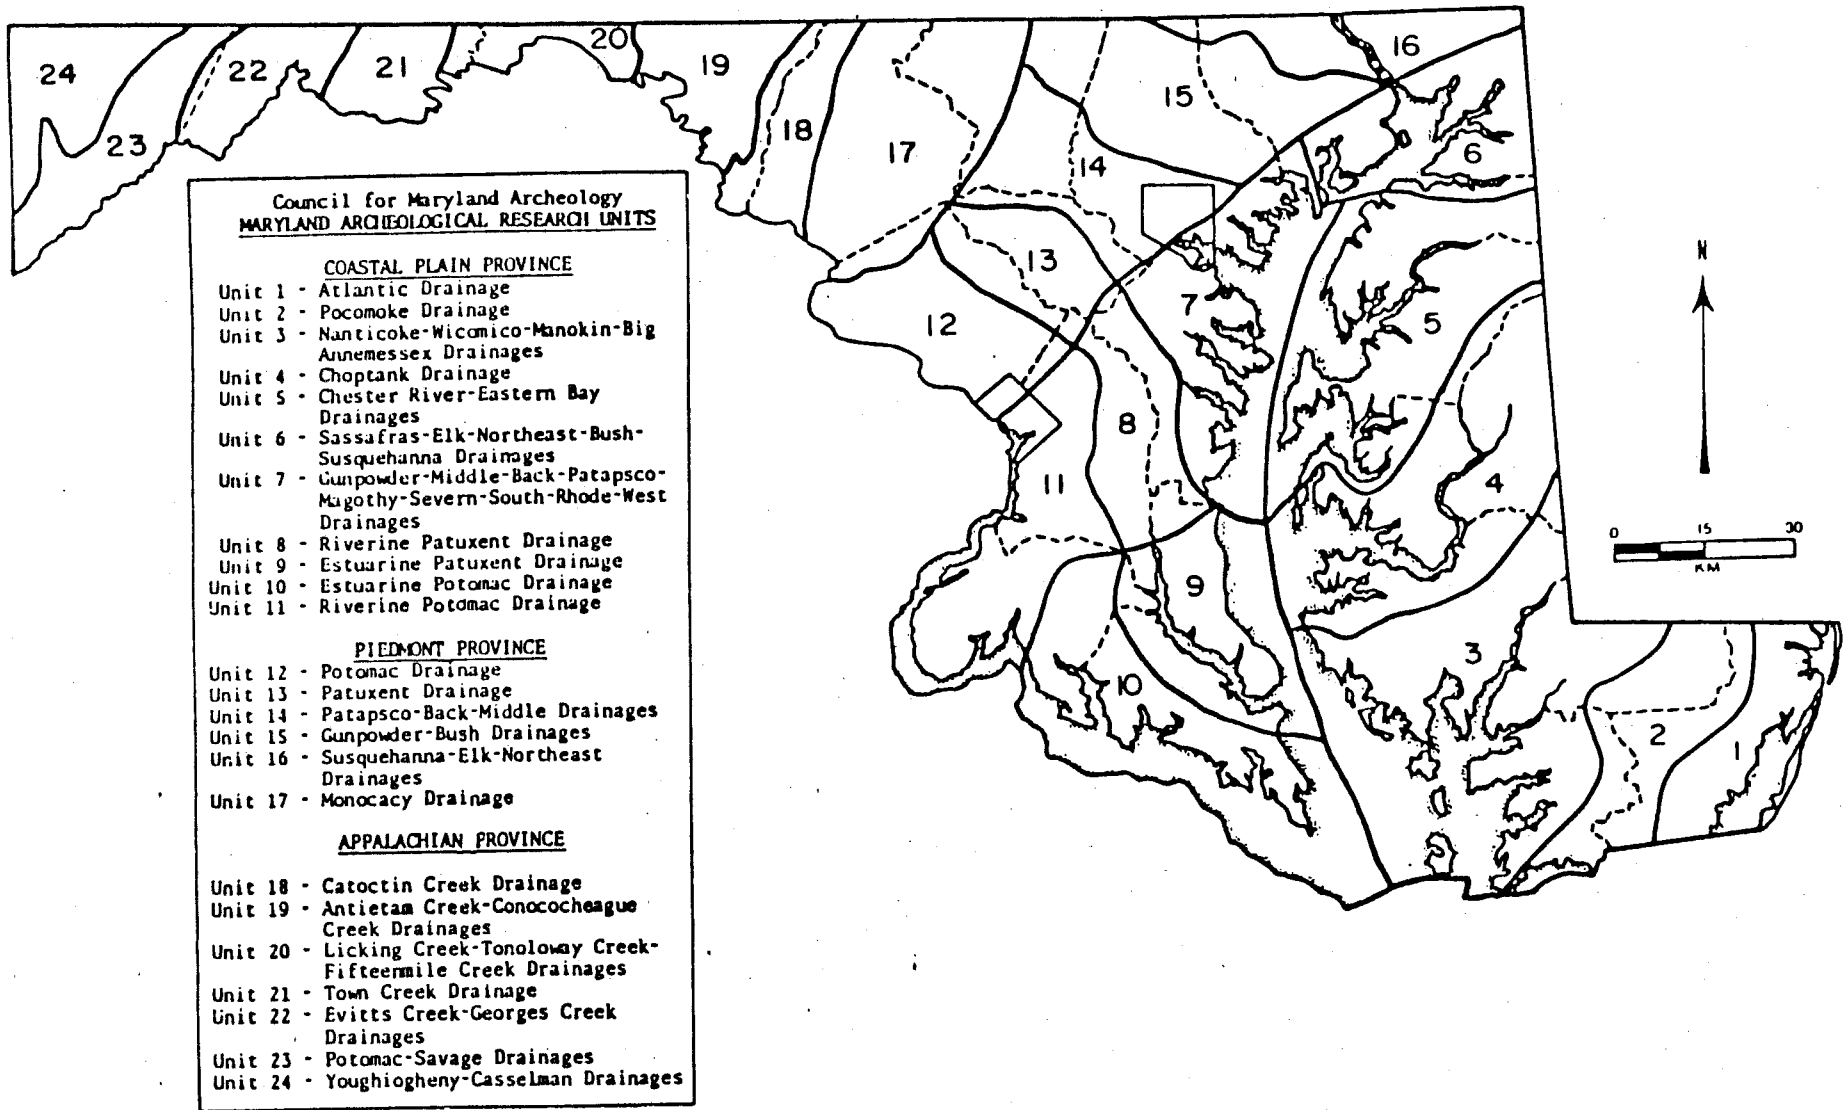 Council for Maryland Archeology
MARYLAND ARCHEOLOGICAL RESEARCH UNITS
COASTAL PLAIN PROVINCE
Unit 1 - Atlantic Drainage
Unit 2 - Pocomoke Drainage
Unit 3 - Nanticoke-Wicomico-Manokin-Big
Annemessex Drainages
Unit 4 - Choptank Drainage
Unit 5 - Chester River-Eastern Bay
Drainages
Unit 6 - Sassafras-Elk-Northeast-Bush-
Susquehanna Drainages
Unit 7 - Gunpowder-Middle-Back-Patapsco-
Magothy-Severn-South-Rhode-West
Drainages
Unit 8 - Riverine Patuxent Drainage
Unit 9 - Estuarine Patuxent Drainage
Unit 10 - Estuarine Potomac Drainage
Unit 11 - Riverine Potomac Drainage
PIEDMONT PROVINCE
Unit 12 - Potomac Drainage
Unit 13 - Patuxent Drainage
Unit 14 - Patapsco-Back-Middle Drainages
Unit 15 - Gunpowder-Bush Drainages
Unit 16 - Susquehanna-Elk-Northeast
Drainages
Unit 17 - Monocacy Drainage
APPALACHIAN PROVINCE
Unit 18 - Catoctin Creek Drainage
Unit 19 - Antietam Creek-Conococheague
Creek Drainages
Unit 20 - Licking Creek-Tonoloway Creek-
Fifteenmile Creek Drainages
Unit 21 - Town Creek Drainage
Unit 22 - Evitts Creek-Georges Creek
Drainages
Unit 23 - Potomac-Savage Drainages
Unit 24 - Youghiogheny-Casselman Drainages
24
23
22
21
20
19
18
17
16
15
14
13
12
11
10
9
8
7
6
5
4
3
2
1
N
0 15 30
KM